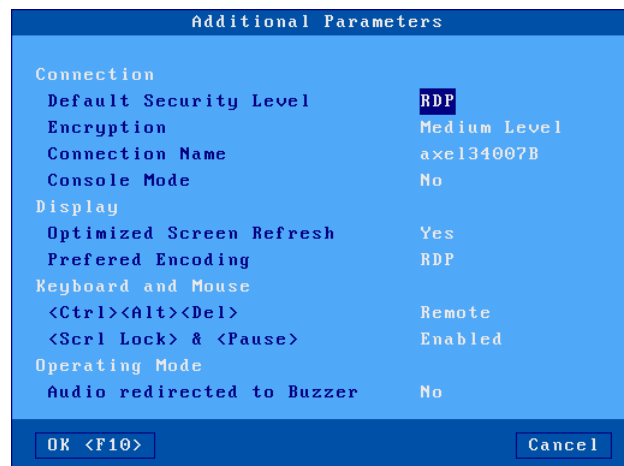 Additional Parameters
Connection
Default Security Level RDP
Encryption Medium Level
Connection Name axel34007B
Console Mode No
Display
Optimized Screen Refresh Yes
Prefered Encoding RDP
Keyboard and Mouse
<Ctrl><Alt><Del> Remote
<Scrl Lock> & <Pause> Enabled
Operating Mode
Audio redirected to Buzzer No
OK <F10> Cancel